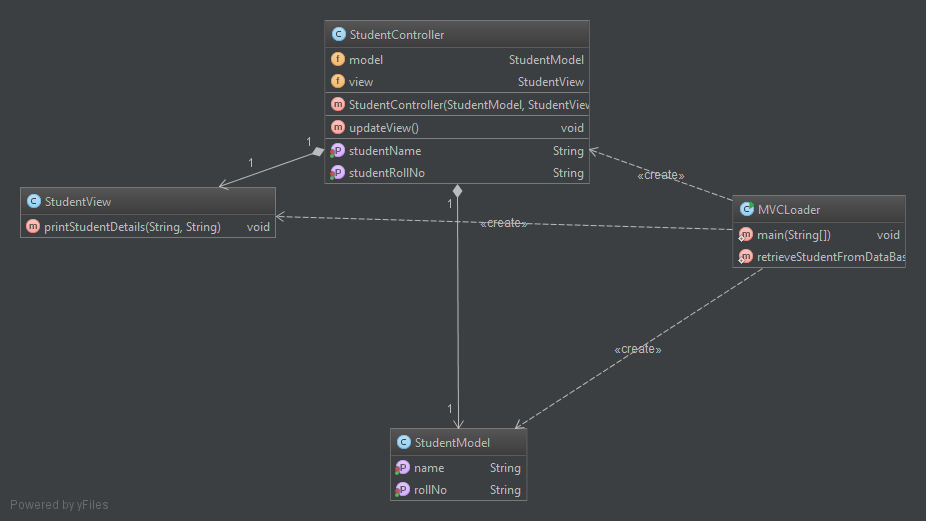 StudentController
model StudentModel
view StudentView
StudentController(StudentModel, StudentView
updateView() void
studentName String
studentRollNo String
1
1
1
1
StudentView
printStudentDetails(String, String) void
«create»
«create»
«create»
MVCLoader
main(String[]) void
retrieveStudentFromDataBas
StudentModel
name String
rollNo String
Powered by yFiles